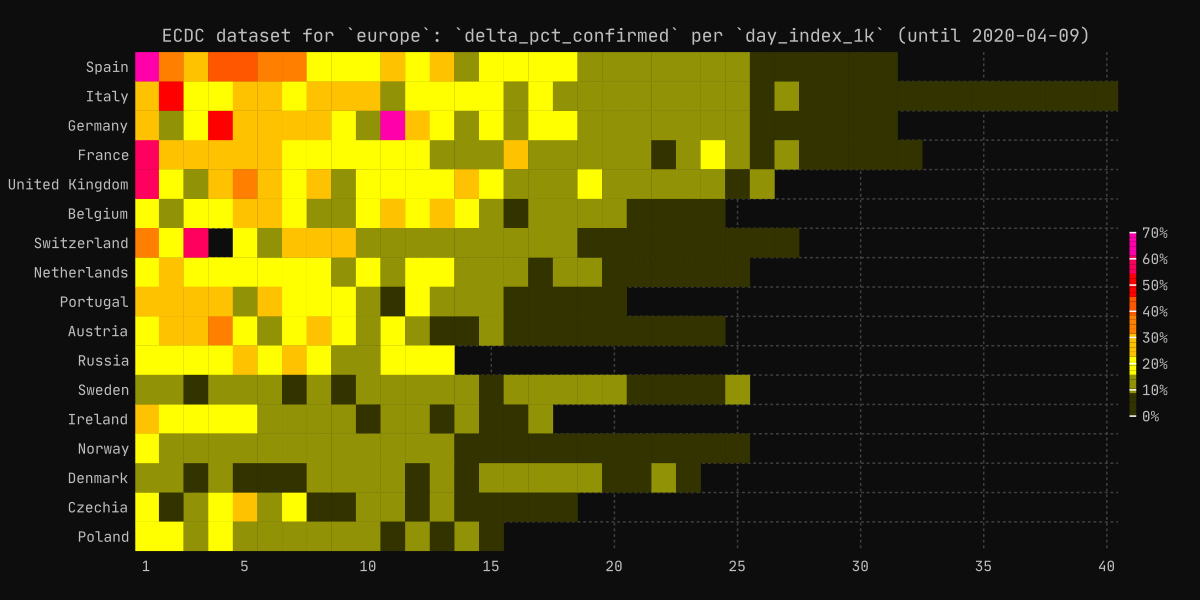 ECDC dataset for `europe`: `delta_pct_confirmed` per `day_index_1k` (until 2020-04-09)
Spain
Italy
Germany
France
United Kingdom
Belgium
Switzerland
Netherlands
Portugal
Austria
Russia
Sweden
Ireland
Norway
Denmark
Czechia
Poland
1 5 10 15 20 25 30 35 40
70%
60%
50%
40%
30%
20%
10%
0%